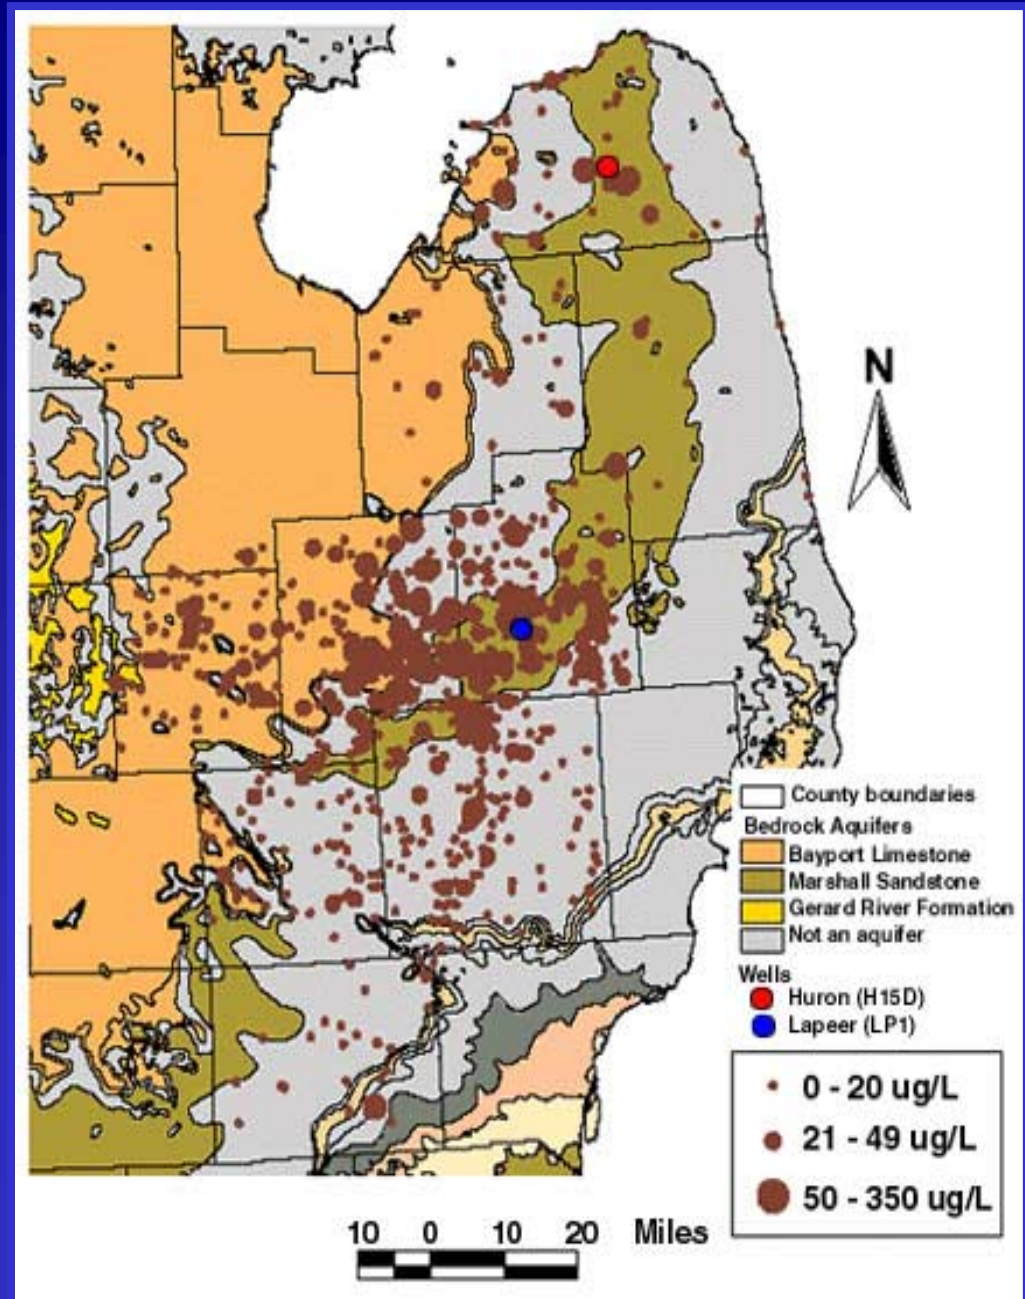 N
County boundaries
Bedrock Aquifers
Bayport Limestone
Marshall Sandstone
Gerard River Formation
Not an aquifer
Wells
Huron (H15D)
Lapeer (LP1)
0 - 20 ug/L
21 - 49 ug/L
50 - 350 ug/L
10 0 10 20 Miles